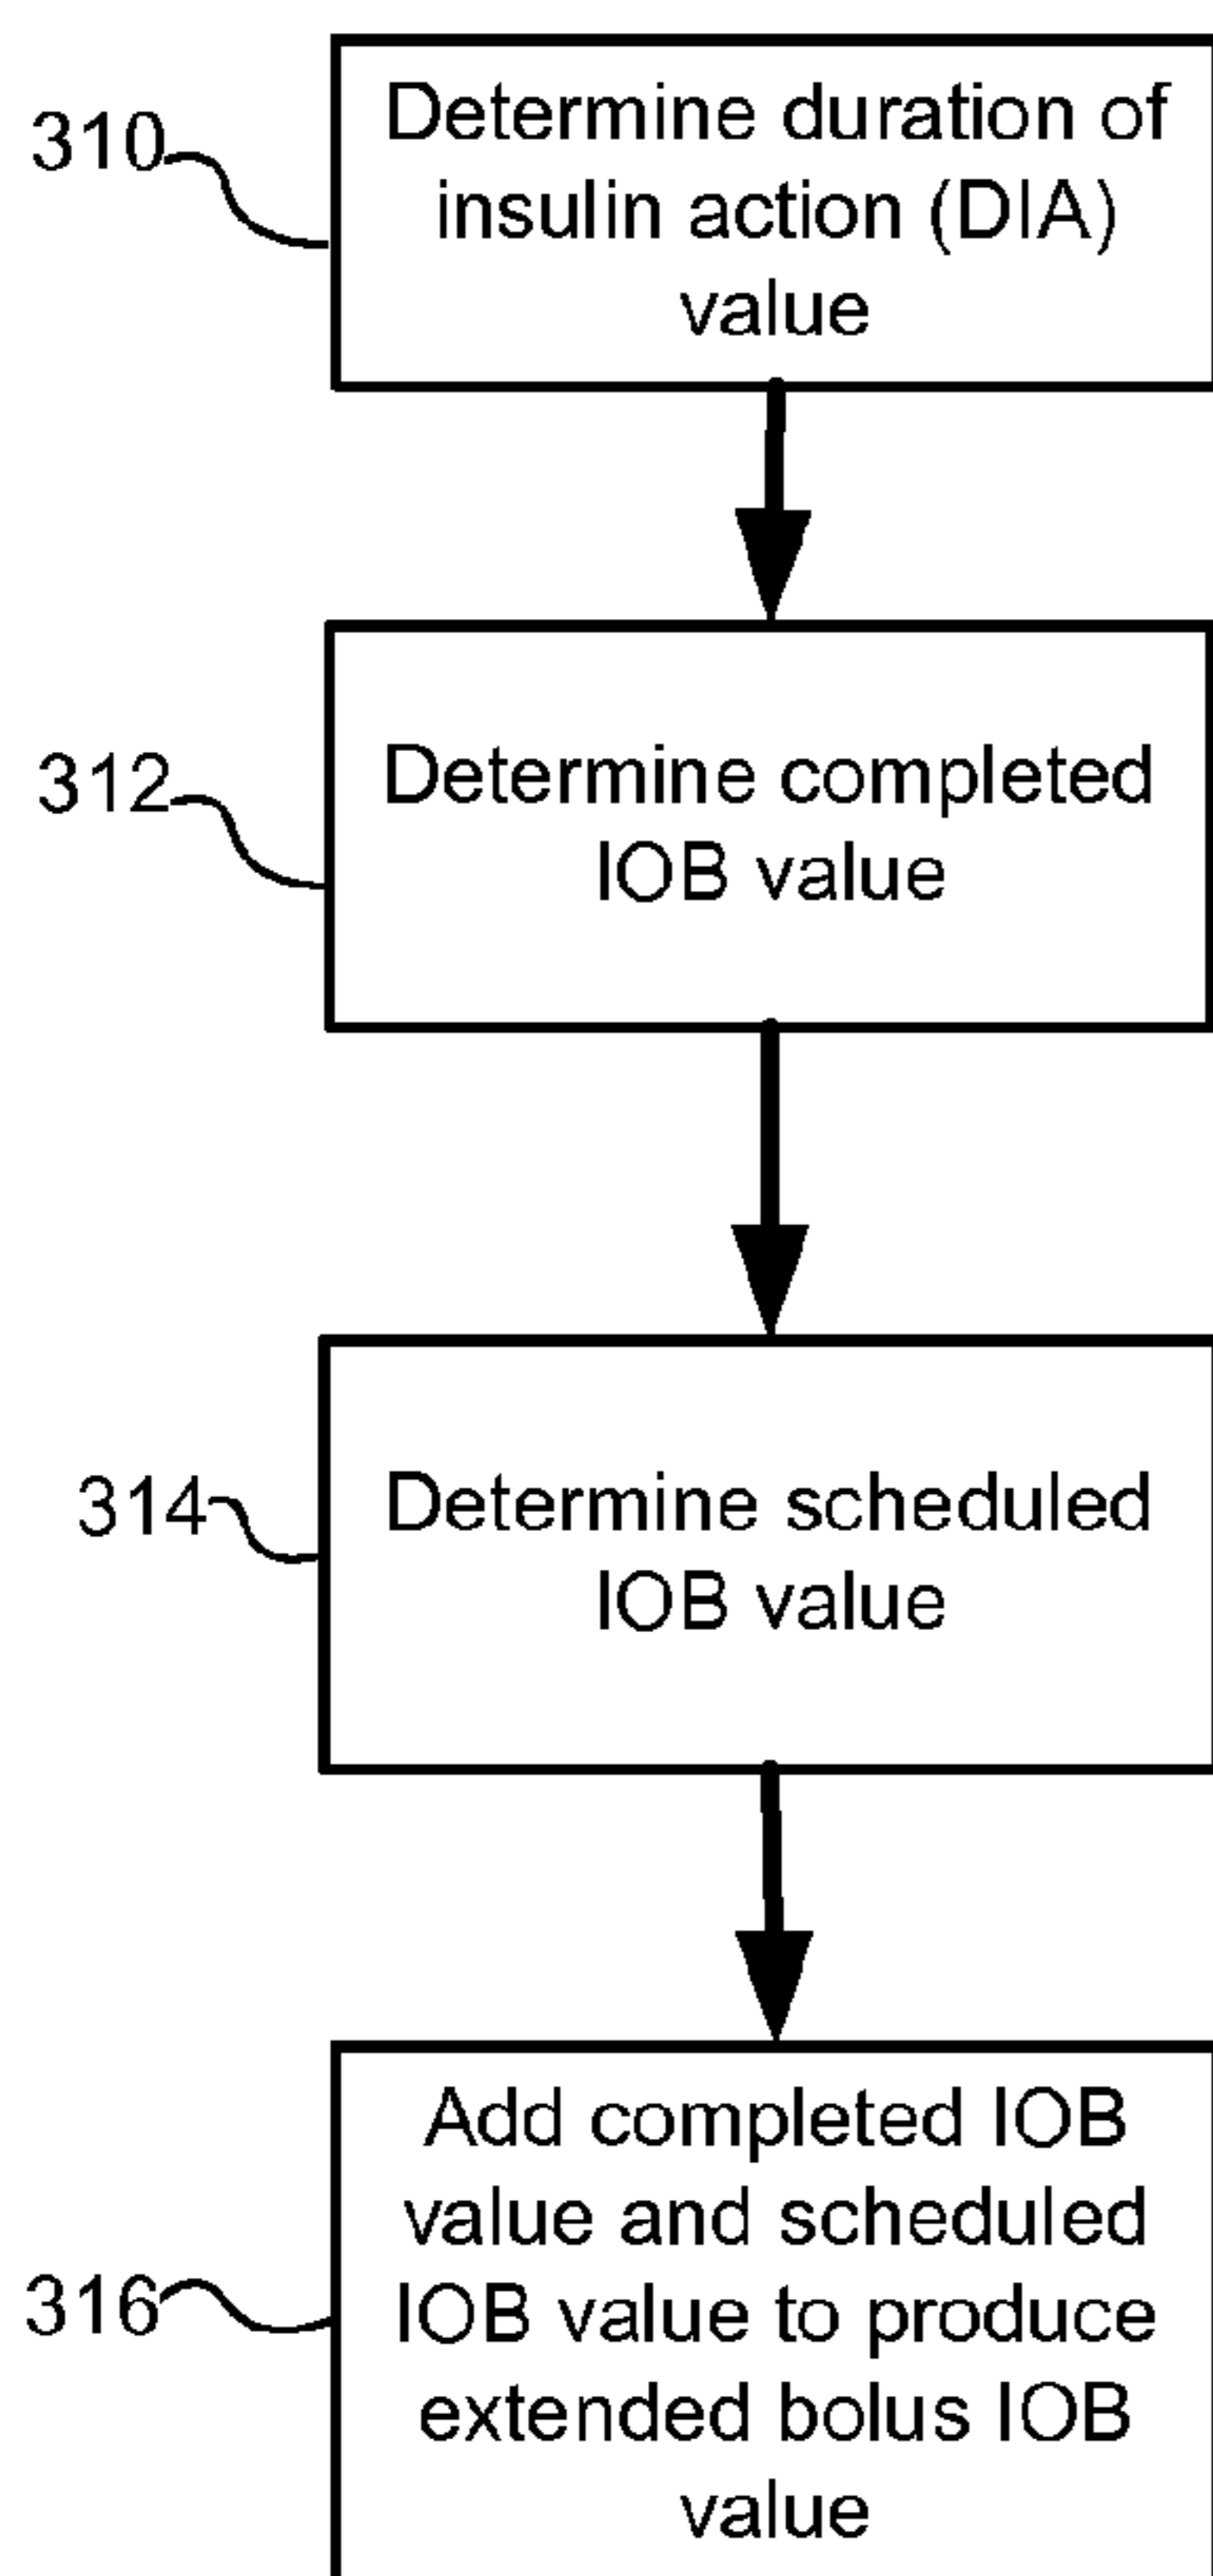 310
Determine duration of
insulin action (DIA)
value
312
Determine completed
IOB value
314
Determine scheduled
IOB value
316
Add completed IOB
value and scheduled
IOB value to produce
extended bolus IOB
value